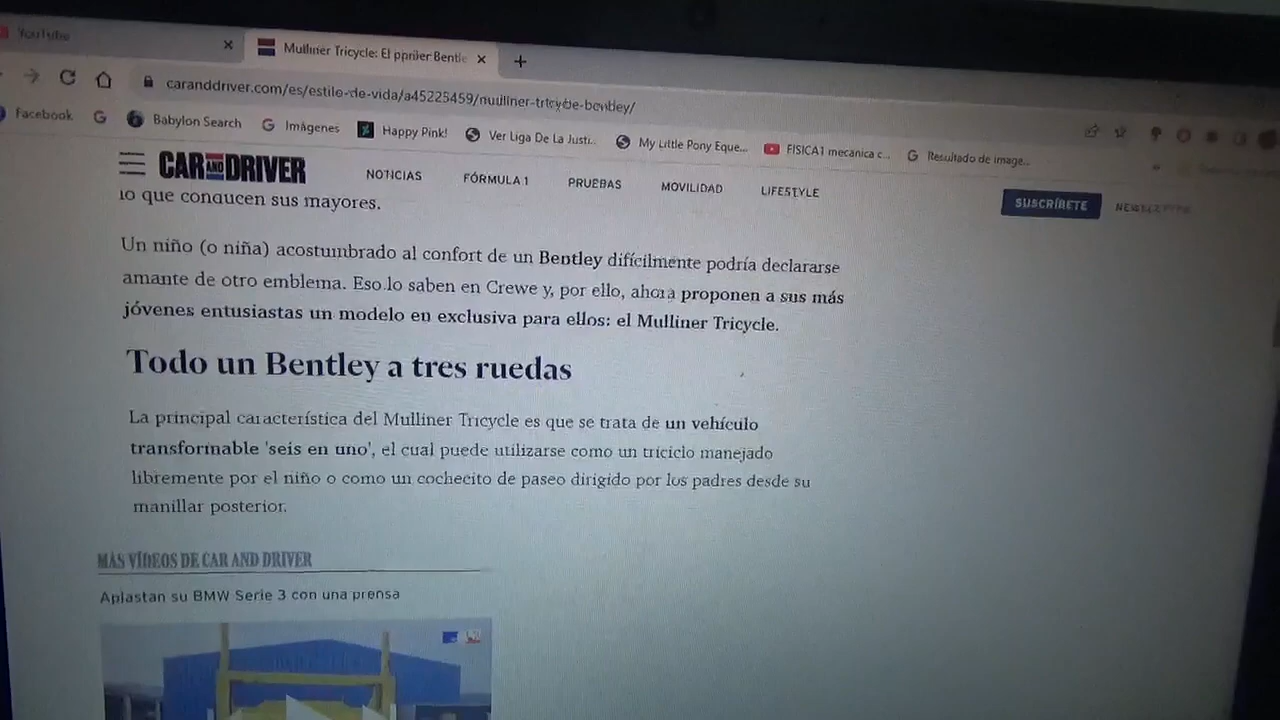 YouTube
Mulliner Tricycle: El primer Bentle
caranddriver.com/es/estilo-de-vida/a45225459/mulliner-tricycle-bentley/
Facebook
Babylon Search
Imágenes
Happy Pink!
Ver Liga De La Justi...
My Little Pony Eque...
FISICA1 mecánica c...
Resultado de image...
CAR AND DRIVER
NOTICIAS
FÓRMULA 1
PRUEBAS
MOVILIDAD
LIFESTYLE
SUSCRÍBETE
NEWSLETTER
lo que conducen sus mayores.
Un niño (o niña) acostumbrado al confort de un Bentley difícilmente podría declararse
amante de otro emblema. Eso lo saben en Crewe y, por ello, ahora proponen a sus más
jóvenes entusiastas un modelo en exclusiva para ellos: el Mulliner Tricycle.
Todo un Bentley a tres ruedas
La principal característica del Mulliner Tricycle es que se trata de un vehículo
transformable 'seis en uno', el cual puede utilizarse como un triciclo manejado
libremente por el niño o como un cochecito de paseo dirigido por los padres desde su
manillar posterior.
MÁS VÍDEOS DE CAR AND DRIVER
Aplastan su BMW Serie 3 con una prensa